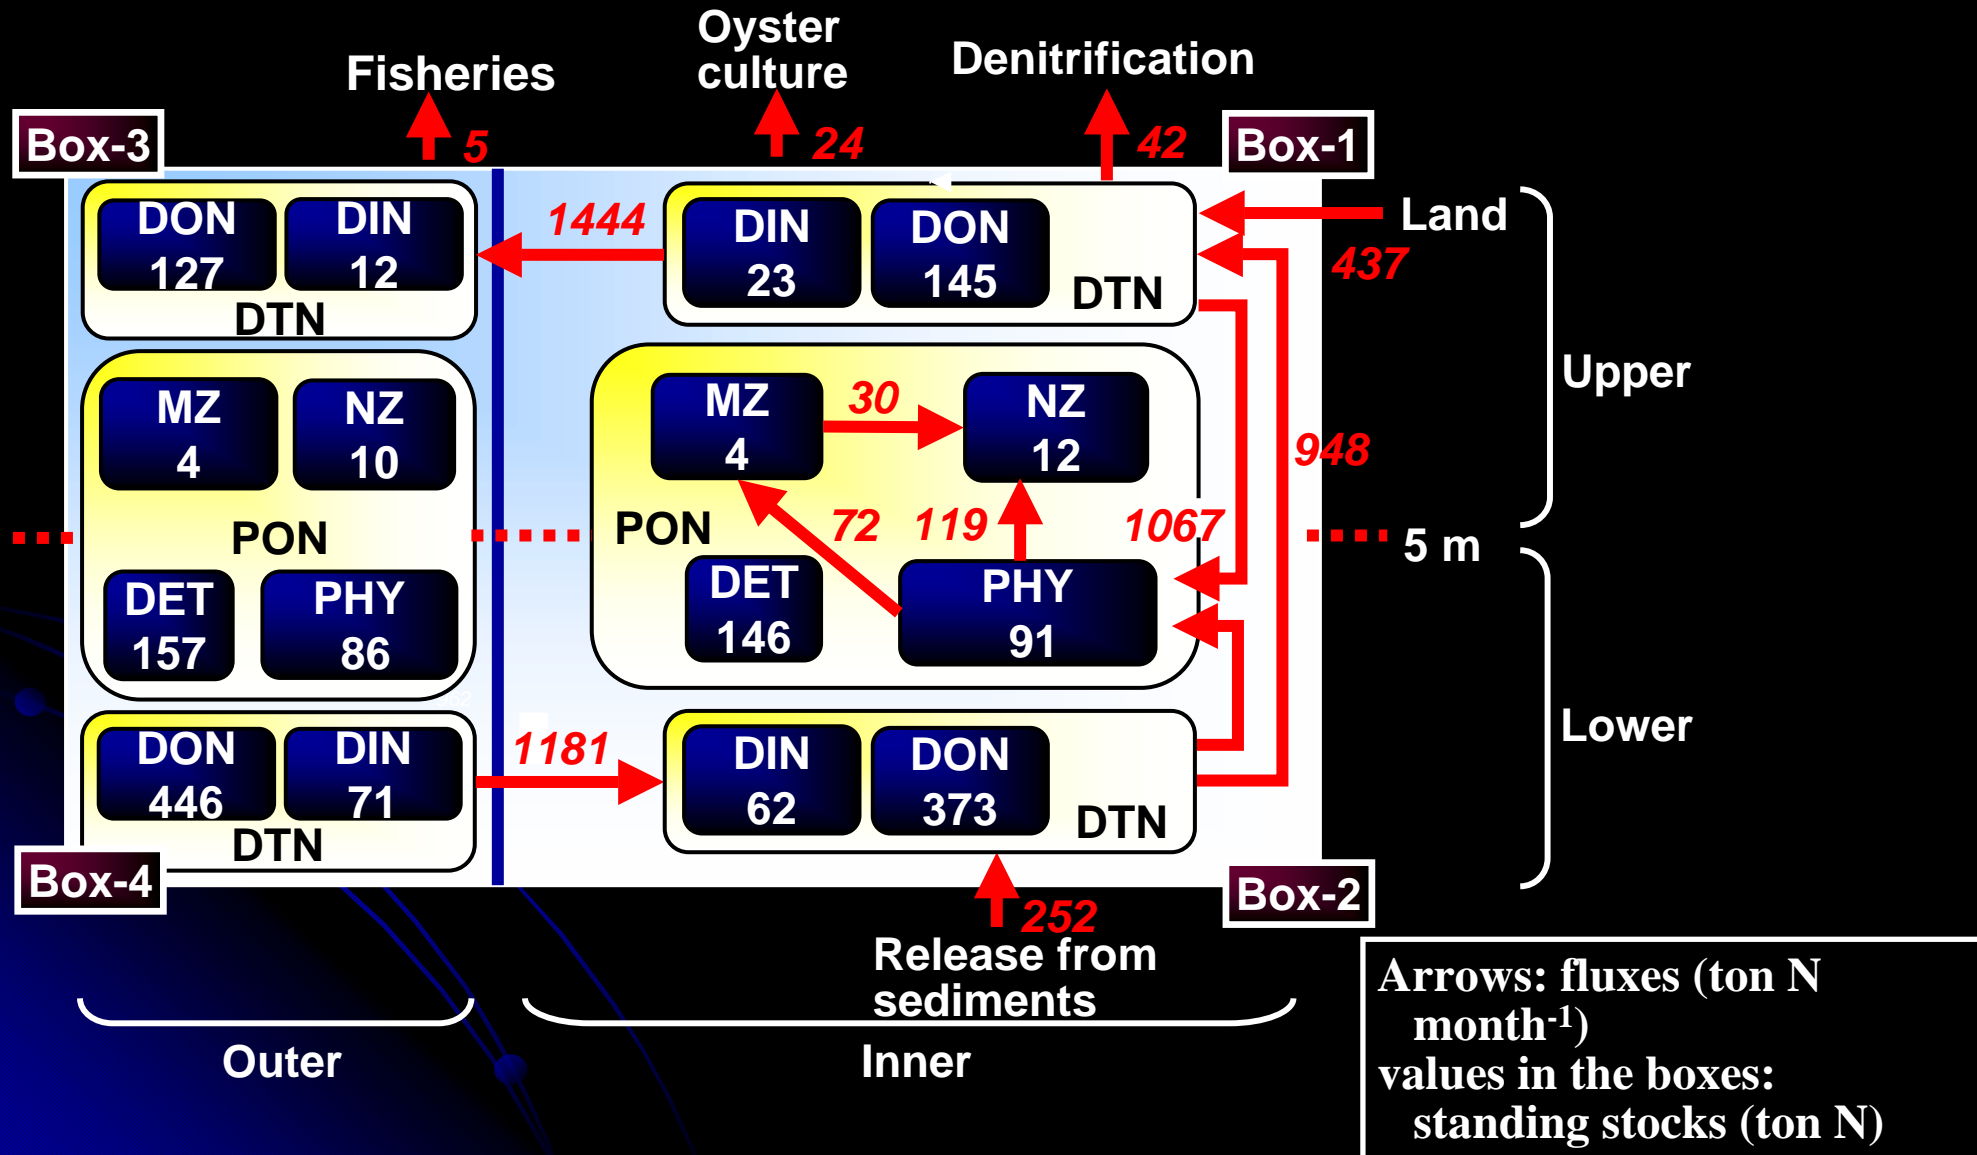 Oyster
culture
Fisheries
Denitrification
5
24
42
Box-3
Box-1
DON
127
DIN
12
DTN
1444
DIN
23
DON
145
DTN
Land
437
MZ
4
NZ
10
PON
DET
157
PHY
86
MZ
4
30
NZ
12
PON
72
119
1067
948
DET
146
PHY
91
5 m
Upper
Lower
DON
446
DIN
71
DTN
1181
DIN
62
DON
373
DTN
Box-4
Box-2
252
Release from
sediments
Outer
Inner
Arrows: fluxes (ton N
month⁻¹)
values in the boxes:
standing stocks (ton N)